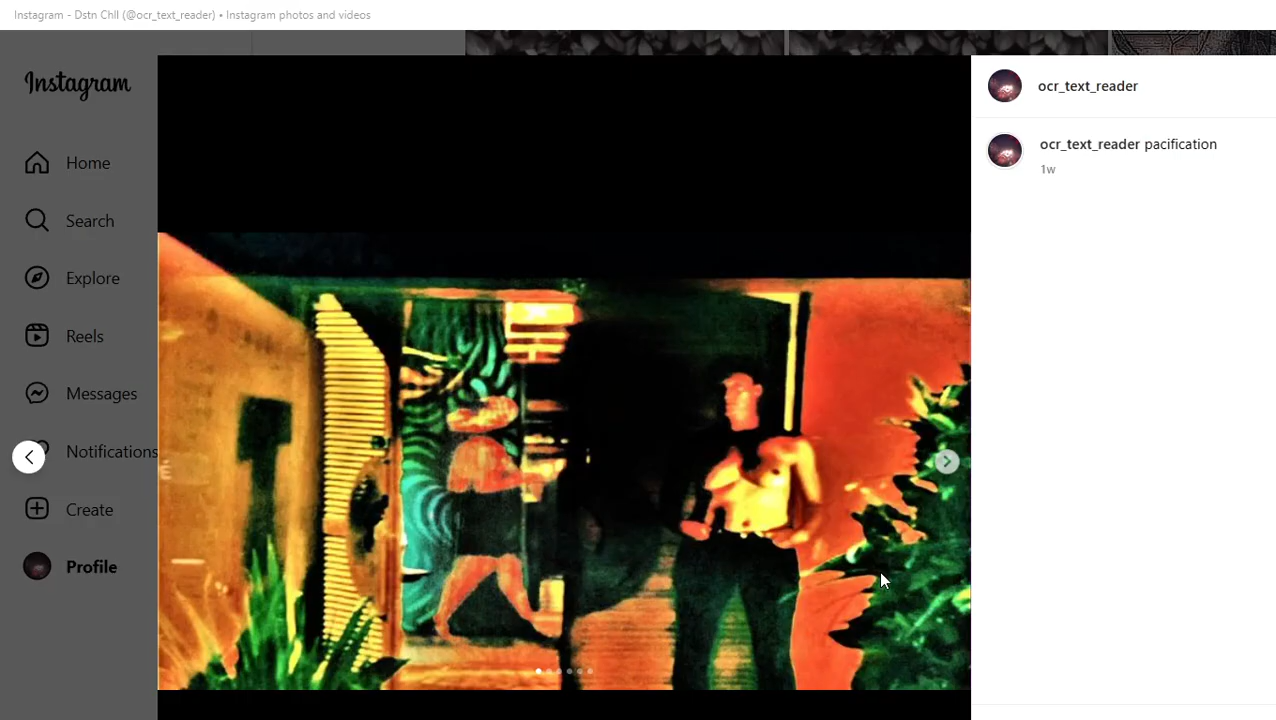 Instagram - Dstn Chll (@ocr_text_reader) • Instagram photos and videos
Instagram
Home
Search
Explore
Reels
Messages
Notifications
Create
Profile
ocr_text_reader
ocr_text_reader pacification
1w